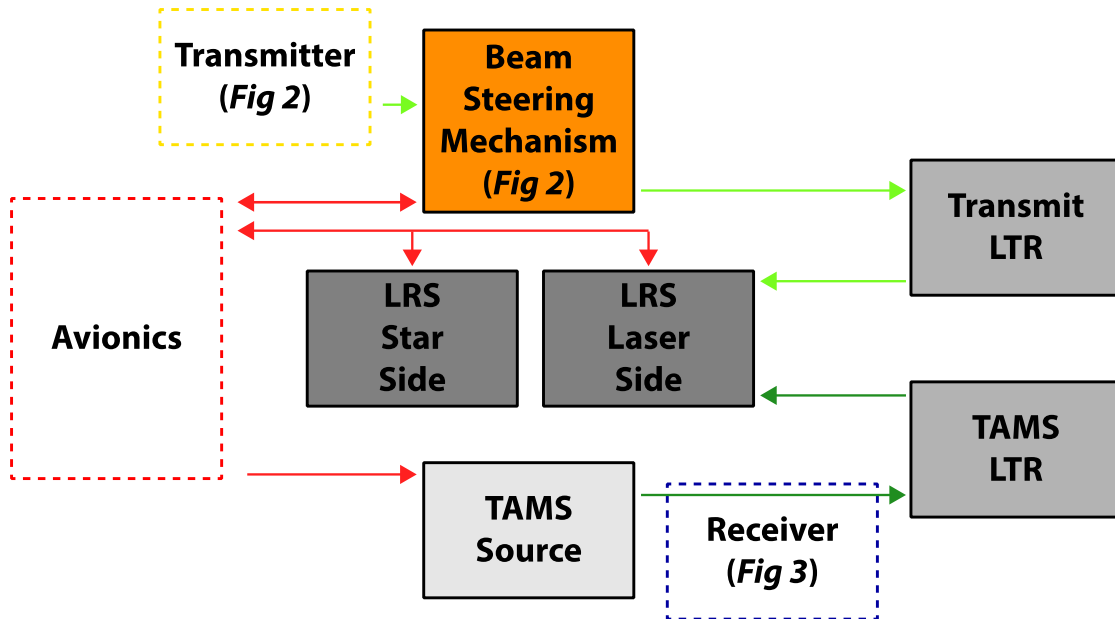 Transmitter
(Fig 2)
Beam
Steering
Mechanism
(Fig 2)
Transmit
LTR
Avionics
LRS
Star
Side
LRS
Laser
Side
TAMS
LTR
TAMS
Source
Receiver
(Fig 3)